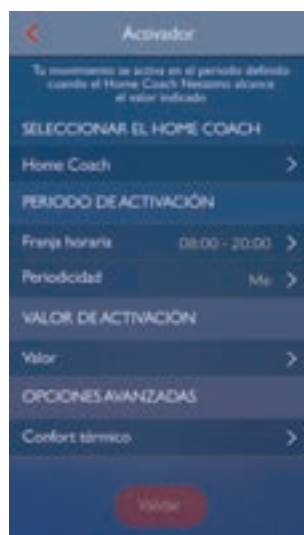 Activador
Tu movimiento se activa en el periodo definido
cuando el Home Coach Netatmo alcance
el valor indicado
SELECCIONAR EL HOME COACH
Home Coach
PERIODO DE ACTIVACIÓN
Franja horaria 08:00 - 20:00
Periodicidad Me
VALOR DE ACTIVACIÓN
Valor
OPCIONES AVANZADAS
Confort térmico
Validar